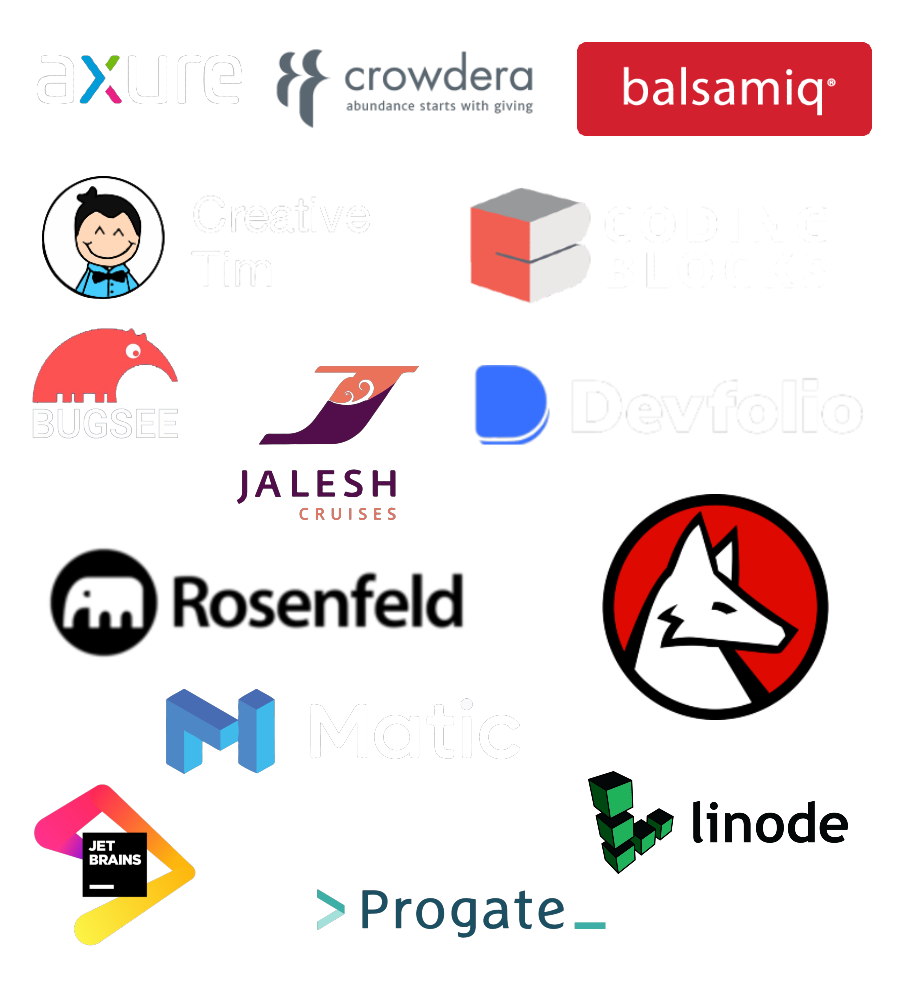 axure
crowdera
abundance starts with giving
balsamiq®
Creative
Tim
CODING
BLOCKS
BUGSEE
JALESH
CRUISES
Devfolio
Rosenfeld
Matic
JET
BRAINS
linode
> Progate_